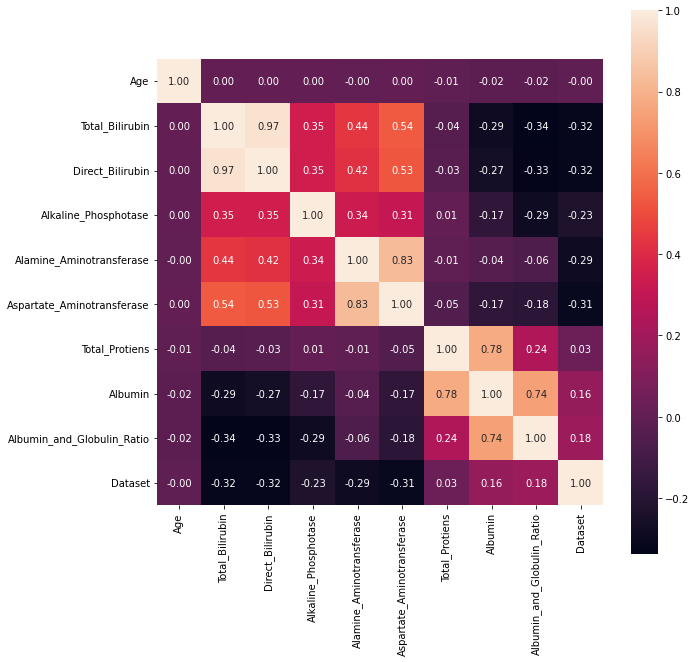 1.0
Age 1.00 0.00 0.00 0.00 -0.00 0.00 -0.01 -0.02 -0.02 -0.00
Total_Bilirubin 0.00 1.00 0.97 0.35 0.44 0.54 -0.04 -0.29 -0.34 -0.32
0.8
Direct_Bilirubin 0.00 0.97 1.00 0.35 0.42 0.53 -0.03 -0.27 -0.33 -0.32
Alkaline_Phosphotase 0.00 0.35 0.35 1.00 0.34 0.31 0.01 -0.17 -0.29 -0.23
0.6
Alamine_Aminotransferase -0.00 0.44 0.42 0.34 1.00 0.83 -0.01 -0.04 -0.06 -0.29
0.4
Aspartate_Aminotransferase 0.00 0.54 0.53 0.31 0.83 1.00 -0.05 -0.17 -0.18 -0.31
0.2
Total_Protiens -0.01 -0.04 -0.03 0.01 -0.01 -0.05 1.00 0.78 0.24 0.03
Albumin -0.02 -0.29 -0.27 -0.17 -0.04 -0.17 0.78 1.00 0.74 0.16
0.0
Albumin_and_Globulin_Ratio -0.02 -0.34 -0.33 -0.29 -0.06 -0.18 0.24 0.74 1.00 0.18
Dataset -0.00 -0.32 -0.32 -0.23 -0.29 -0.31 0.03 0.16 0.18 1.00
−0.2
Age
Total_Bilirubin
Direct_Bilirubin
Alkaline_Phosphotase
Alamine_Aminotransferase
Aspartate_Aminotransferase
Total_Protiens
Albumin
Albumin_and_Globulin_Ratio
Dataset